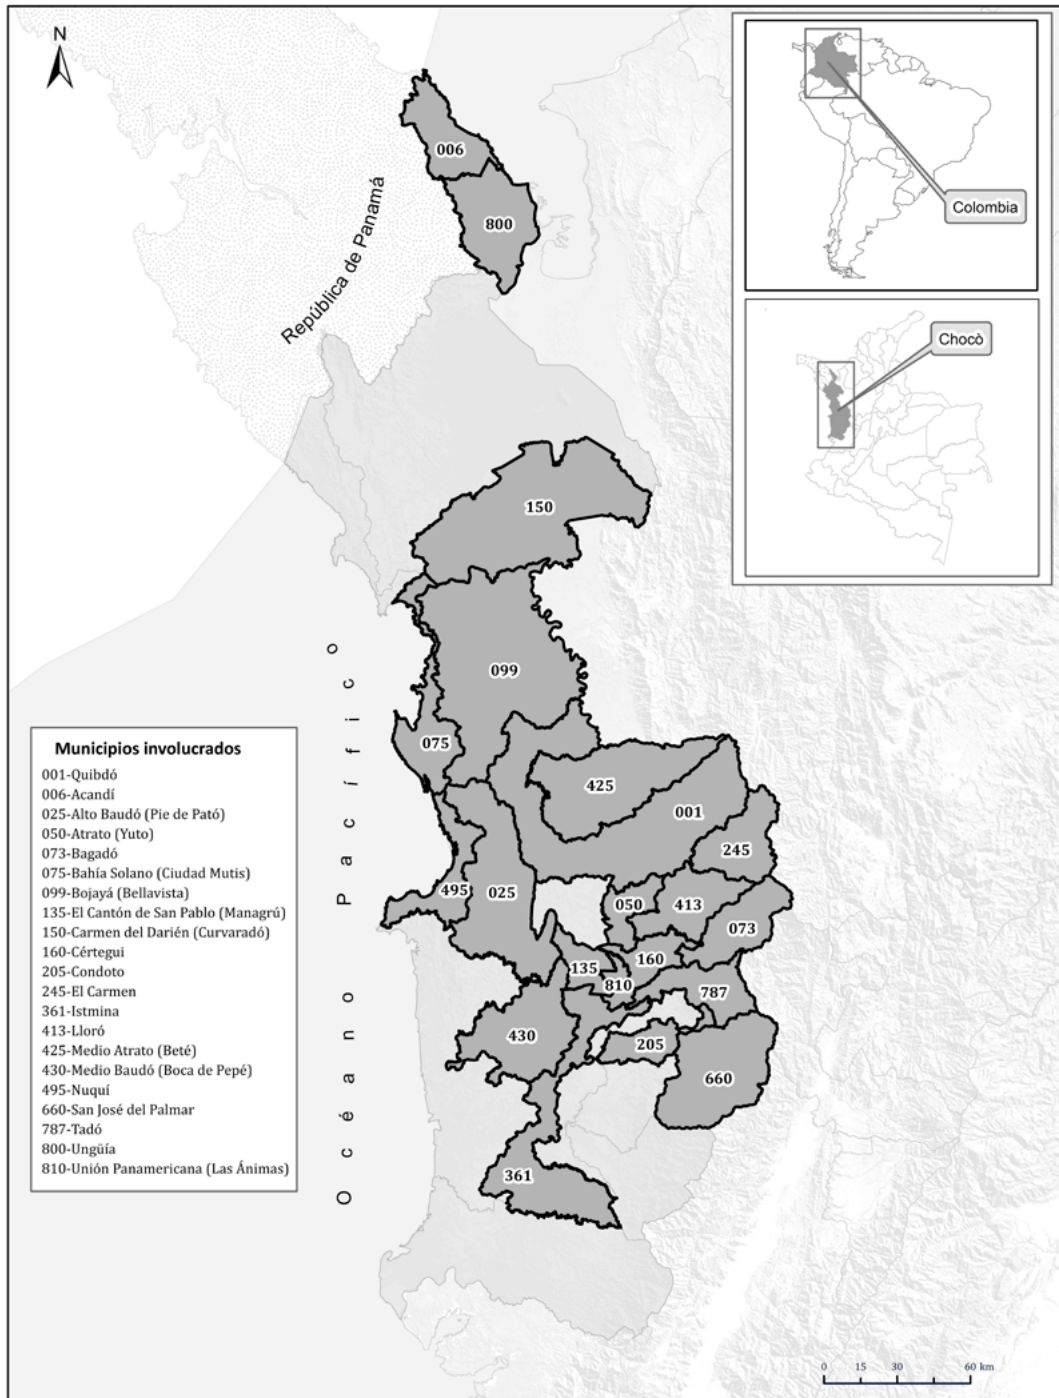 N
006
800
República de Panamá
Colombia
Chocò
150
099
075
425
001
245
495
025
050
413
073
135
160
810
787
430
205
660
361
Océano Pacífico
Municipios involucrados
001-Quibdó
006-Acandí
025-Alto Baudó (Pie de Pató)
050-Atrato (Yuto)
073-Bagadó
075-Bahía Solano (Ciudad Mutis)
099-Bojayá (Bellavista)
135-El Cantón de San Pablo (Managrú)
150-Carmen del Darién (Curvaradó)
160-Cértegui
205-Condoto
245-El Carmen
361-Istmina
413-Lloró
425-Medio Atrato (Beté)
430-Medio Baudó (Boca de Pepé)
495-Nuquí
660-San José del Palmar
787-Tadó
800-Ungüía
810-Unión Panamericana (Las Ánimas)
0 15 30 60 km